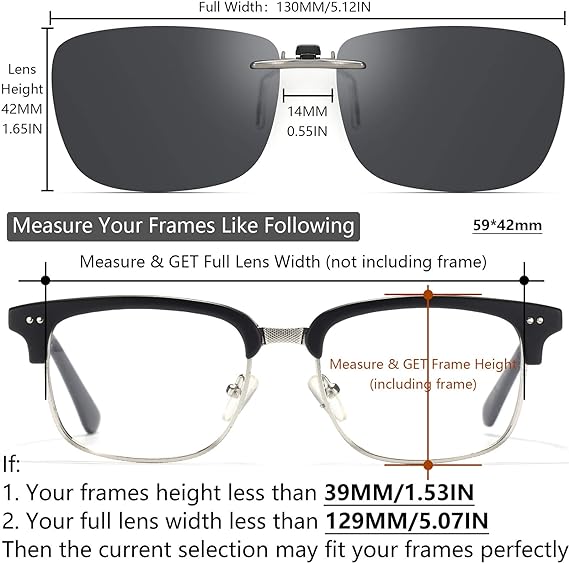 Full Width: 130MM/5.12IN
Lens
Height
42MM
1.65IN
14MM
0.55IN
Measure Your Frames Like Following
59*42mm
Measure & GET Full Lens Width (not including frame)
Measure & GET Frame Height
(including frame)
If:
1. Your frames height less than 39MM/1.53IN
2. Your full lens width less than 129MM/5.07IN
Then the current selection may fit your frames perfectly